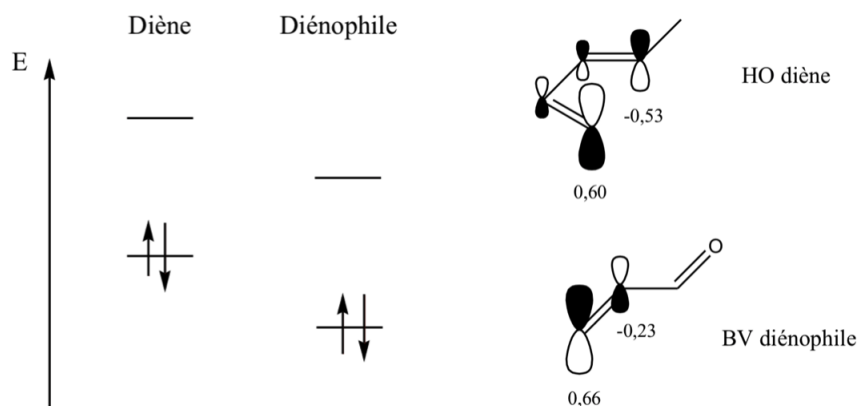 Diène
Diénophile
E
HO diène
-0,53
0,60
O
-0,23
BV diénophile
0,66